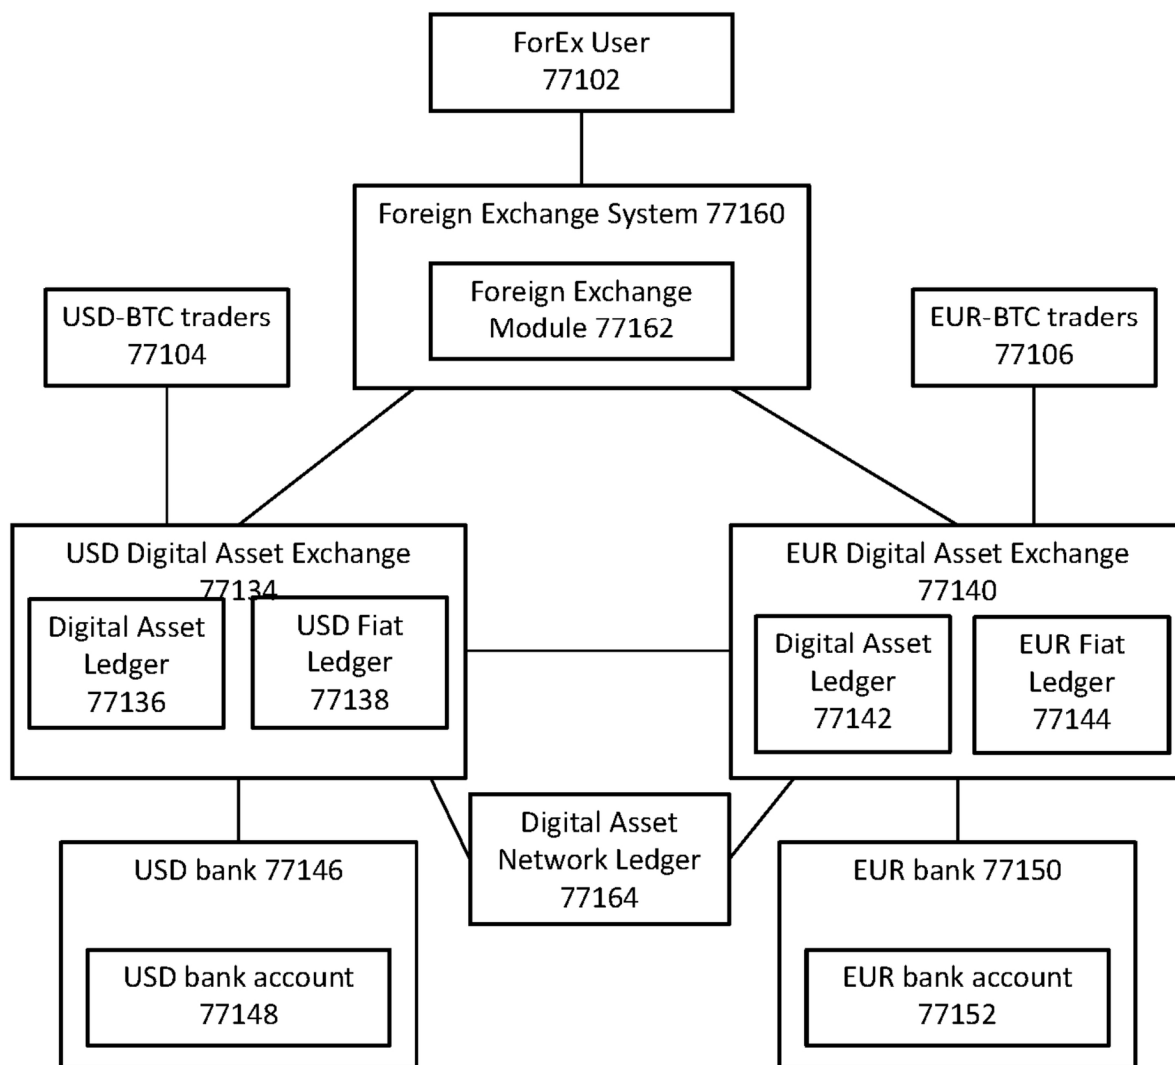 ForEx User
77102
Foreign Exchange System 77160
Foreign Exchange
Module 77162
USD-BTC traders
77104
EUR-BTC traders
77106
USD Digital Asset Exchange
77134
Digital Asset
Ledger
77136
USD Fiat
Ledger
77138
EUR Digital Asset Exchange
77140
Digital Asset
Ledger
77142
EUR Fiat
Ledger
77144
Digital Asset
Network Ledger
77164
USD bank 77146
USD bank account
77148
EUR bank 77150
EUR bank account
77152